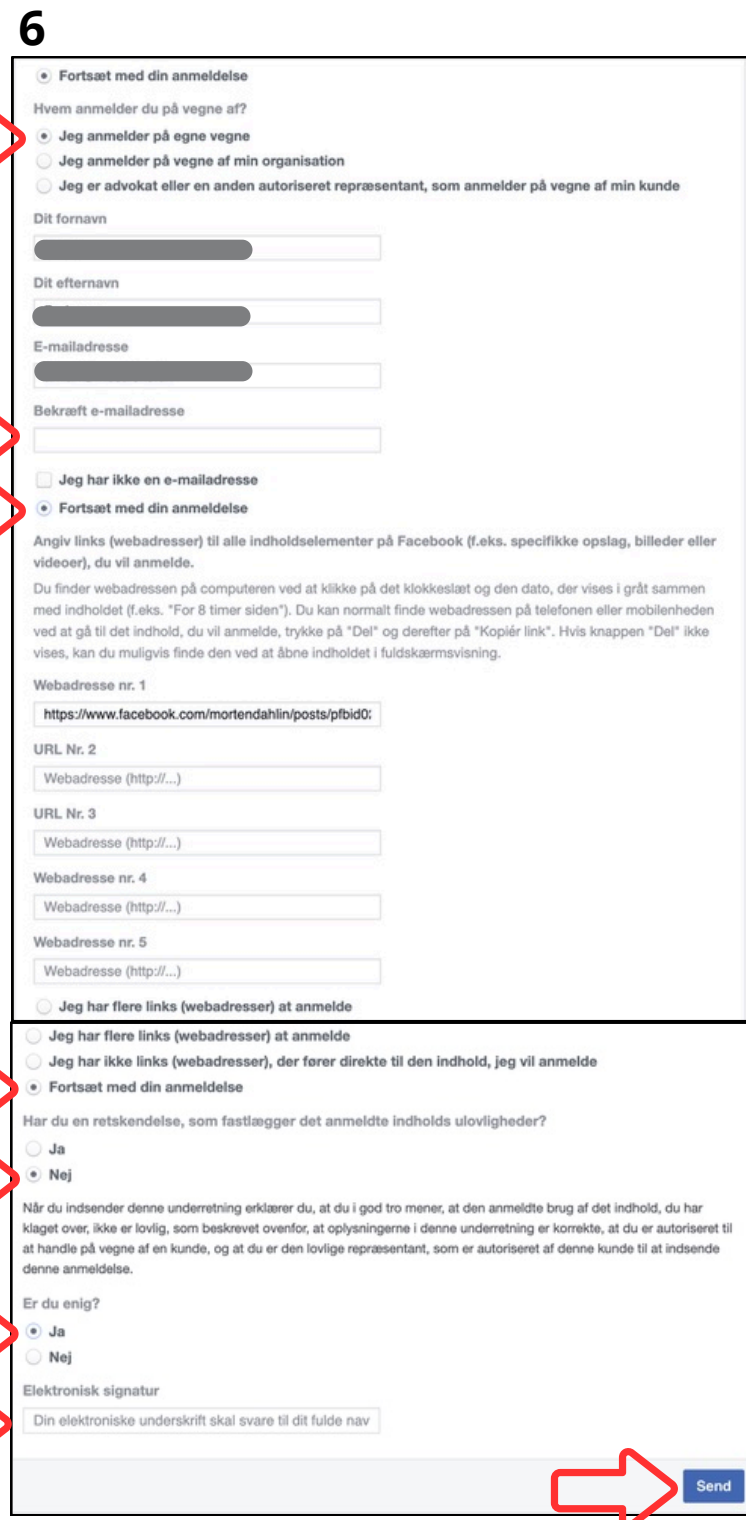 6
Fortsæt med din anmeldelse
Hvem anmelder du på vegne af?
Jeg anmelder på egne vegne
Jeg anmelder på vegne af min organisation
Jeg er advokat eller en anden autoriseret repræsentant, som anmelder på vegne af min kunde
Dit fornavn
Dit efternavn
E-mailadresse
Bekræft e-mailadresse
Jeg har ikke en e-mailadresse
Fortsæt med din anmeldelse
Angiv links (webadresser) til alle indholdselementer på Facebook (f.eks. specifikke opslag, billeder eller
videoer), du vil anmelde.
Du finder webadressen på computeren ved at klikke på det klokkeslæt og den dato, der vises i gråt sammen
med indholdet (f.eks. "For 8 timer siden"). Du kan normalt finde webadressen på telefonen eller mobilenheden
ved at gå til det indhold, du vil anmelde, trykke på "Del" og derefter på "Kopiér link". Hvis knappen "Del" ikke
vises, kan du muligvis finde den ved at åbne indholdet i fuldskærmsvisning.
Webadresse nr. 1
https://www.facebook.com/mortendahlin/posts/pfbid0
URL Nr. 2
Webadresse (http://...)
URL Nr. 3
Webadresse (http://...)
Webadresse nr. 4
Webadresse (http://...)
Webadresse nr. 5
Webadresse (http://...)
Jeg har flere links (webadresser) at anmelde
Jeg har flere links (webadresser) at anmelde
Jeg har ikke links (webadresser), der fører direkte til den indhold, jeg vil anmelde
Fortsæt med din anmeldelse
Har du en retskendelse, som fastlægger det anmeldte indholds ulovligheder?
Ja
Nej
Når du indsender denne underretning erklærer du, at du i god tro mener, at den anmeldte brug af det indhold, du har
klaget over, ikke er lovlig, som beskrevet ovenfor, at oplysningerne i denne underretning er korrekte, at du er autoriseret til
at handle på vegne af en kunde, og at du er den lovlige repræsentant, som er autoriseret af denne kunde til at indsende
denne anmeldelse.
Er du enig?
Ja
Nej
Elektronisk signatur
Din elektroniske underskrift skal svare til dit fulde nav
Send